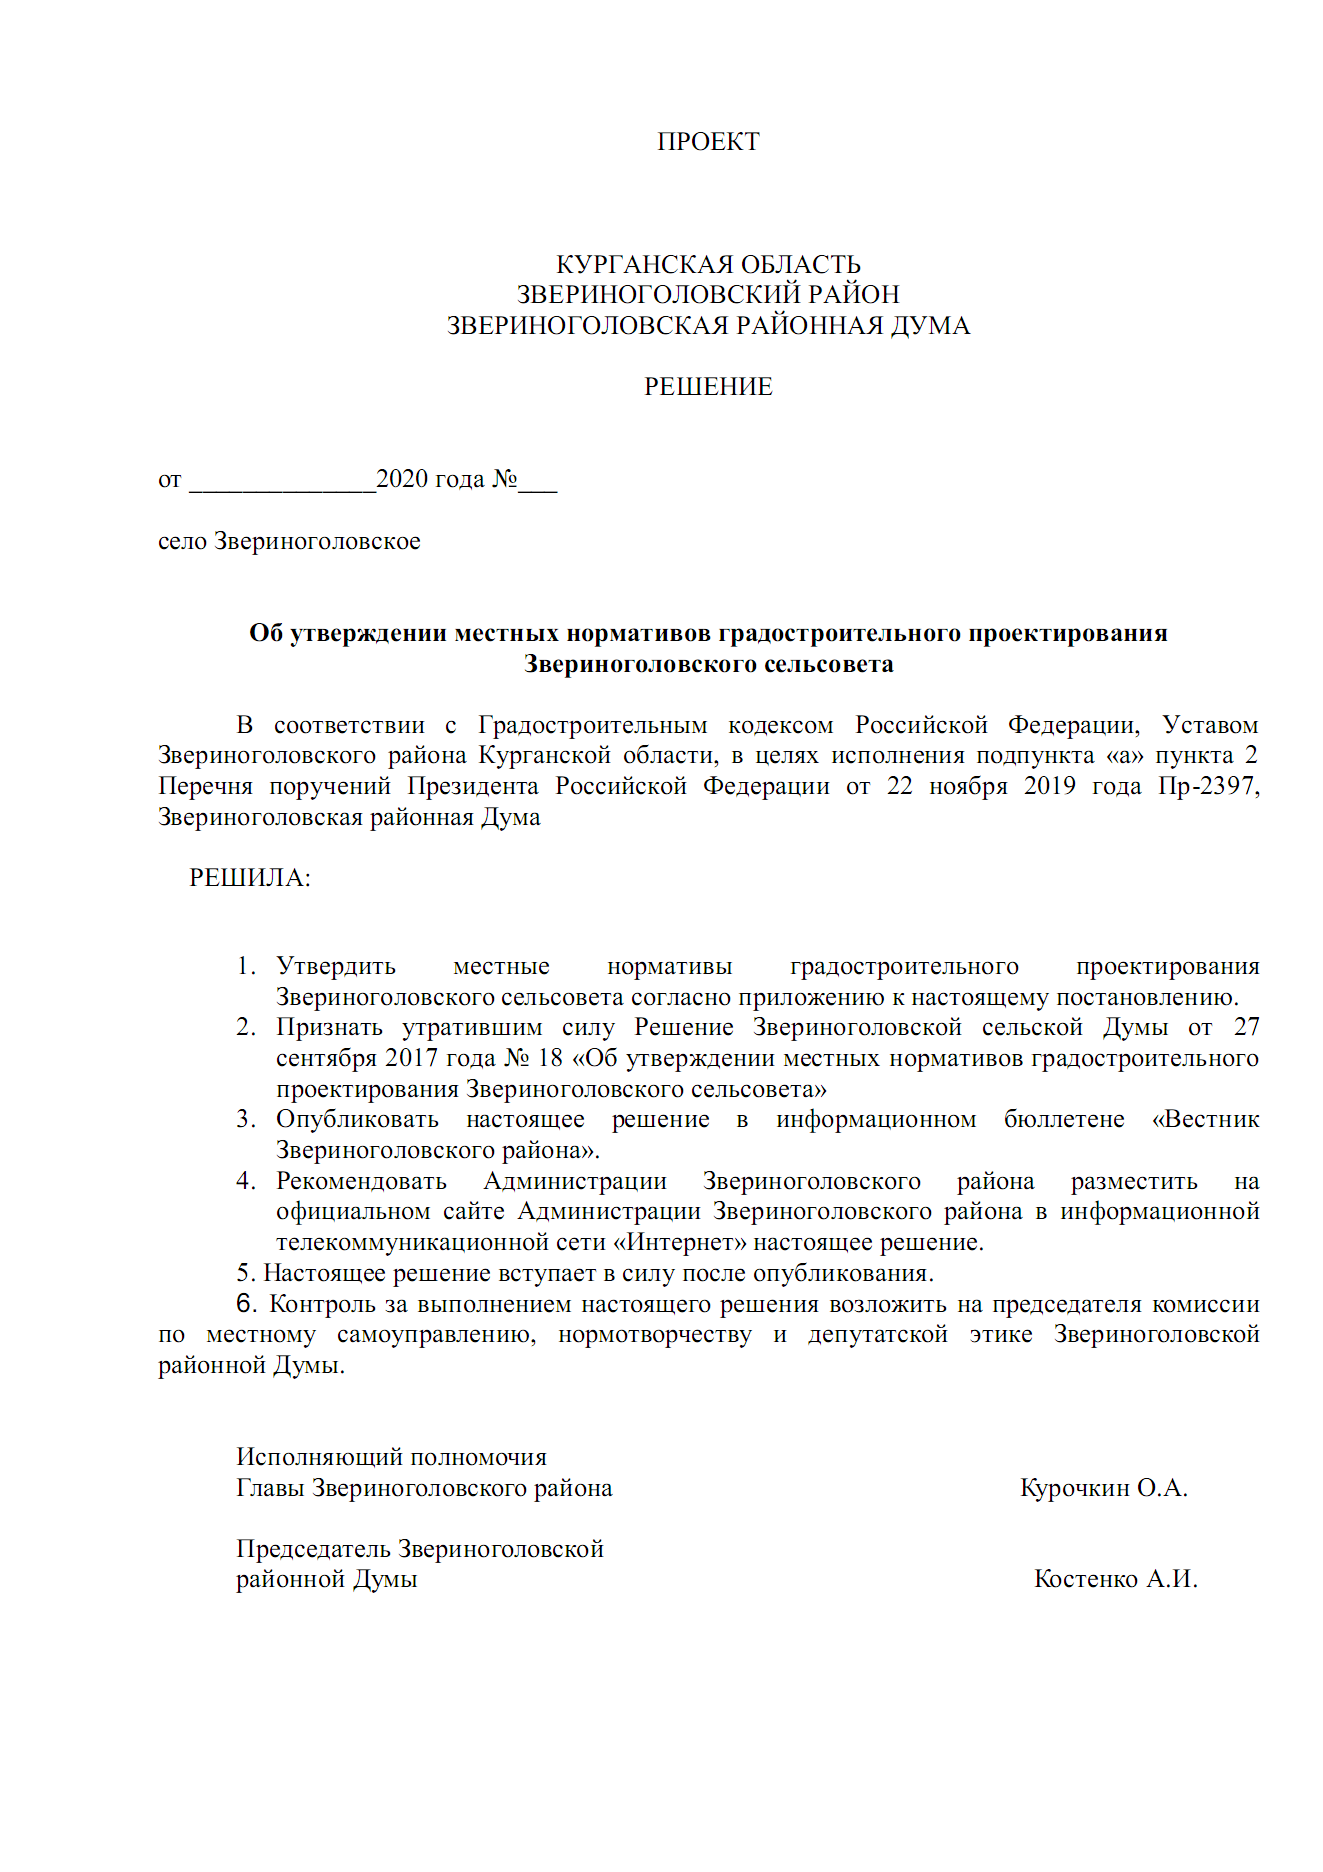 ПРОЕКТ
КУРГАНСКАЯ ОБЛАСТЬ
ЗВЕРИНОГОЛОВСКИЙ РАЙОН
ЗВЕРИНОГОЛОВСКАЯ РАЙОННАЯ ДУМА
РЕШЕНИЕ
от ______________2020 года №___
село Звериноголовское
Об утверждении местных нормативов градостроительного проектирования
Звериноголовского сельсовета
В соответствии с Градостроительным кодексом Российской Федерации, Уставом
Звериноголовского района Курганской области, в целях исполнения подпункта «а» пункта 2
Перечня поручений Президента Российской Федерации от 22 ноября 2019 года Пр-2397,
Звериноголовская районная Дума
РЕШИЛА:
1. Утвердить местные нормативы градостроительного проектирования
Звериноголовского сельсовета согласно приложению к настоящему постановлению.
2. Признать утратившим силу Решение Звериноголовской сельской Думы от 27
сентября 2017 года № 18 «Об утверждении местных нормативов градостроительного
проектирования Звериноголовского сельсовета»
3. Опубликовать настоящее решение в информационном бюллетене «Вестник
Звериноголовского района».
4. Рекомендовать Администрации Звериноголовского района разместить на
официальном сайте Администрации Звериноголовского района в информационной
телекоммуникационной сети «Интернет» настоящее решение.
5. Настоящее решение вступает в силу после опубликования.
6. Контроль за выполнением настоящего решения возложить на председателя комиссии
по местному самоуправлению, нормотворчеству и депутатской этике Звериноголовской
районной Думы.
Исполняющий полномочия
Главы Звериноголовского района Курочкин О.А.
Председатель Звериноголовской
районной Думы Костенко А.И.